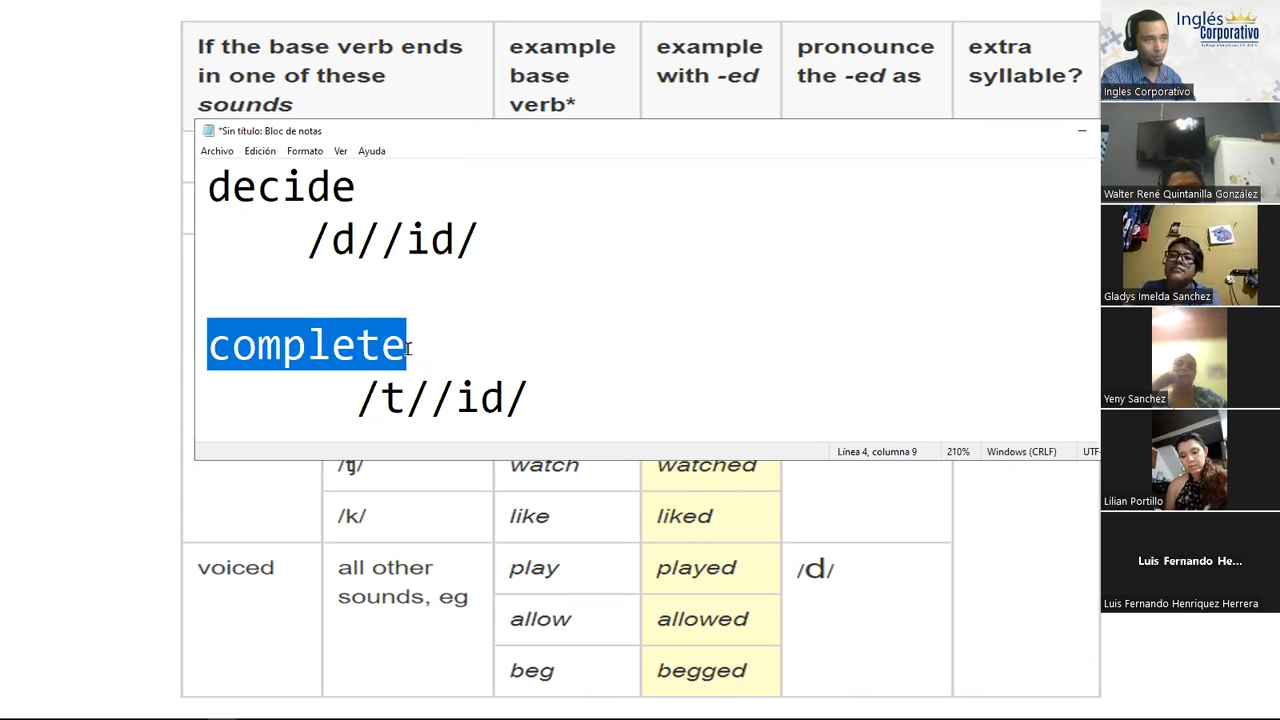 If the base verb ends
in one of these
sounds
example
base
verb*
example
with -ed
pronounce
the -ed as
extra
syllable?
*Sin título: Bloc de notas
Archivo Edición Formato Ver Ayuda
decide
/d//id/
complete
/t//id/
Línea 4, columna 9 210% Windows (CRLF) UTF-
/ʧ/ watch watched
/k/ like liked
voiced all other
sounds, eg
play played /d/
allow allowed
beg begged
Inglés
Corporativo
Ingles Corporativo
Walter René Quintanilla González
Gladys Imelda Sanchez
Yeny Sanchez
Lilian Portillo
Luis Fernando He...
Luis Fernando Henriquez Herrera